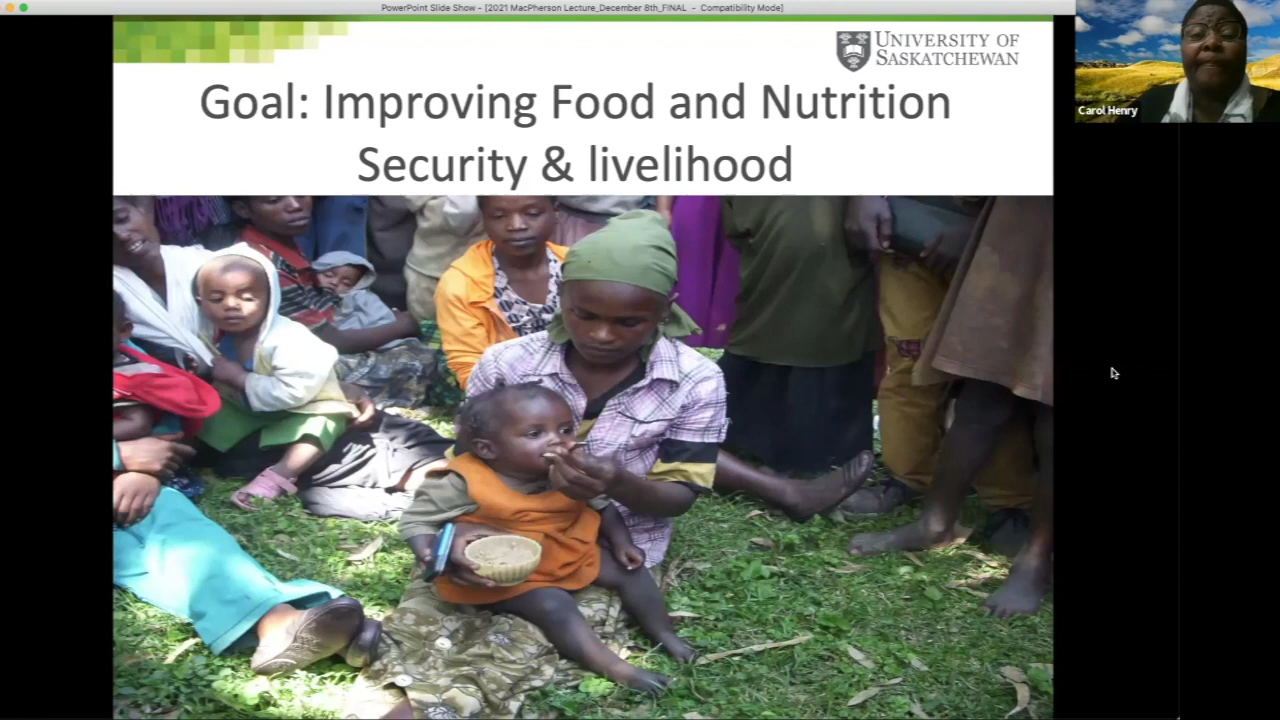 PowerPoint Slide Show - [2021 MacPherson Lecture_December 8th_FINAL - Compatibility Mode]
UNIVERSITY OF
SASKATCHEWAN
Goal: Improving Food and Nutrition
Security & livelihood
Carol Henry